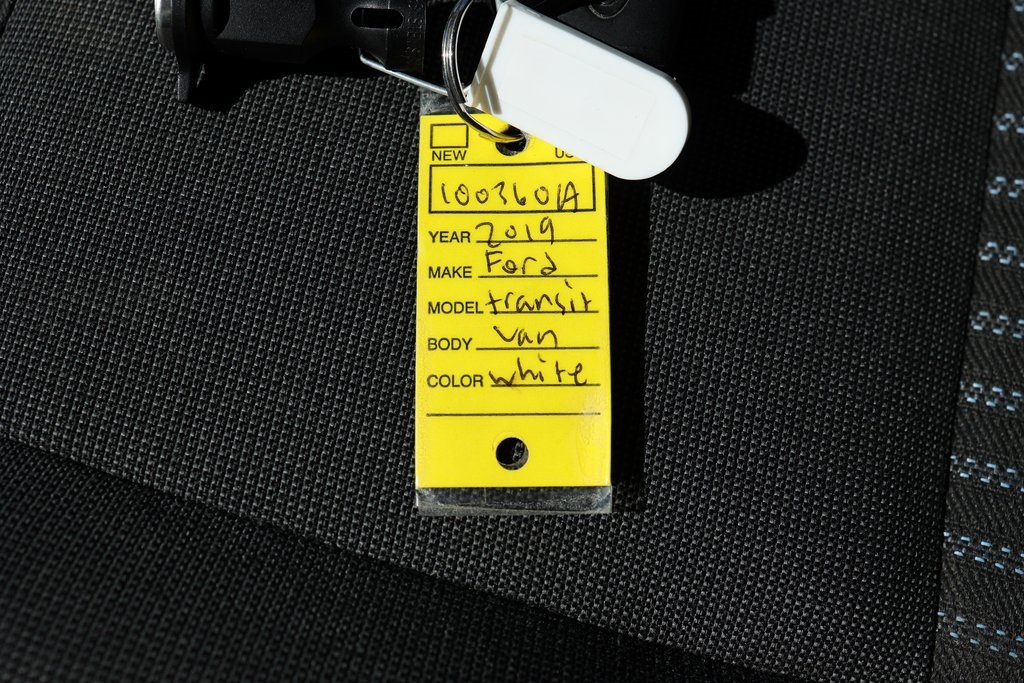 NEW
1003601A
YEAR 2019
MAKE Ford
MODEL transit
BODY van
COLOR white